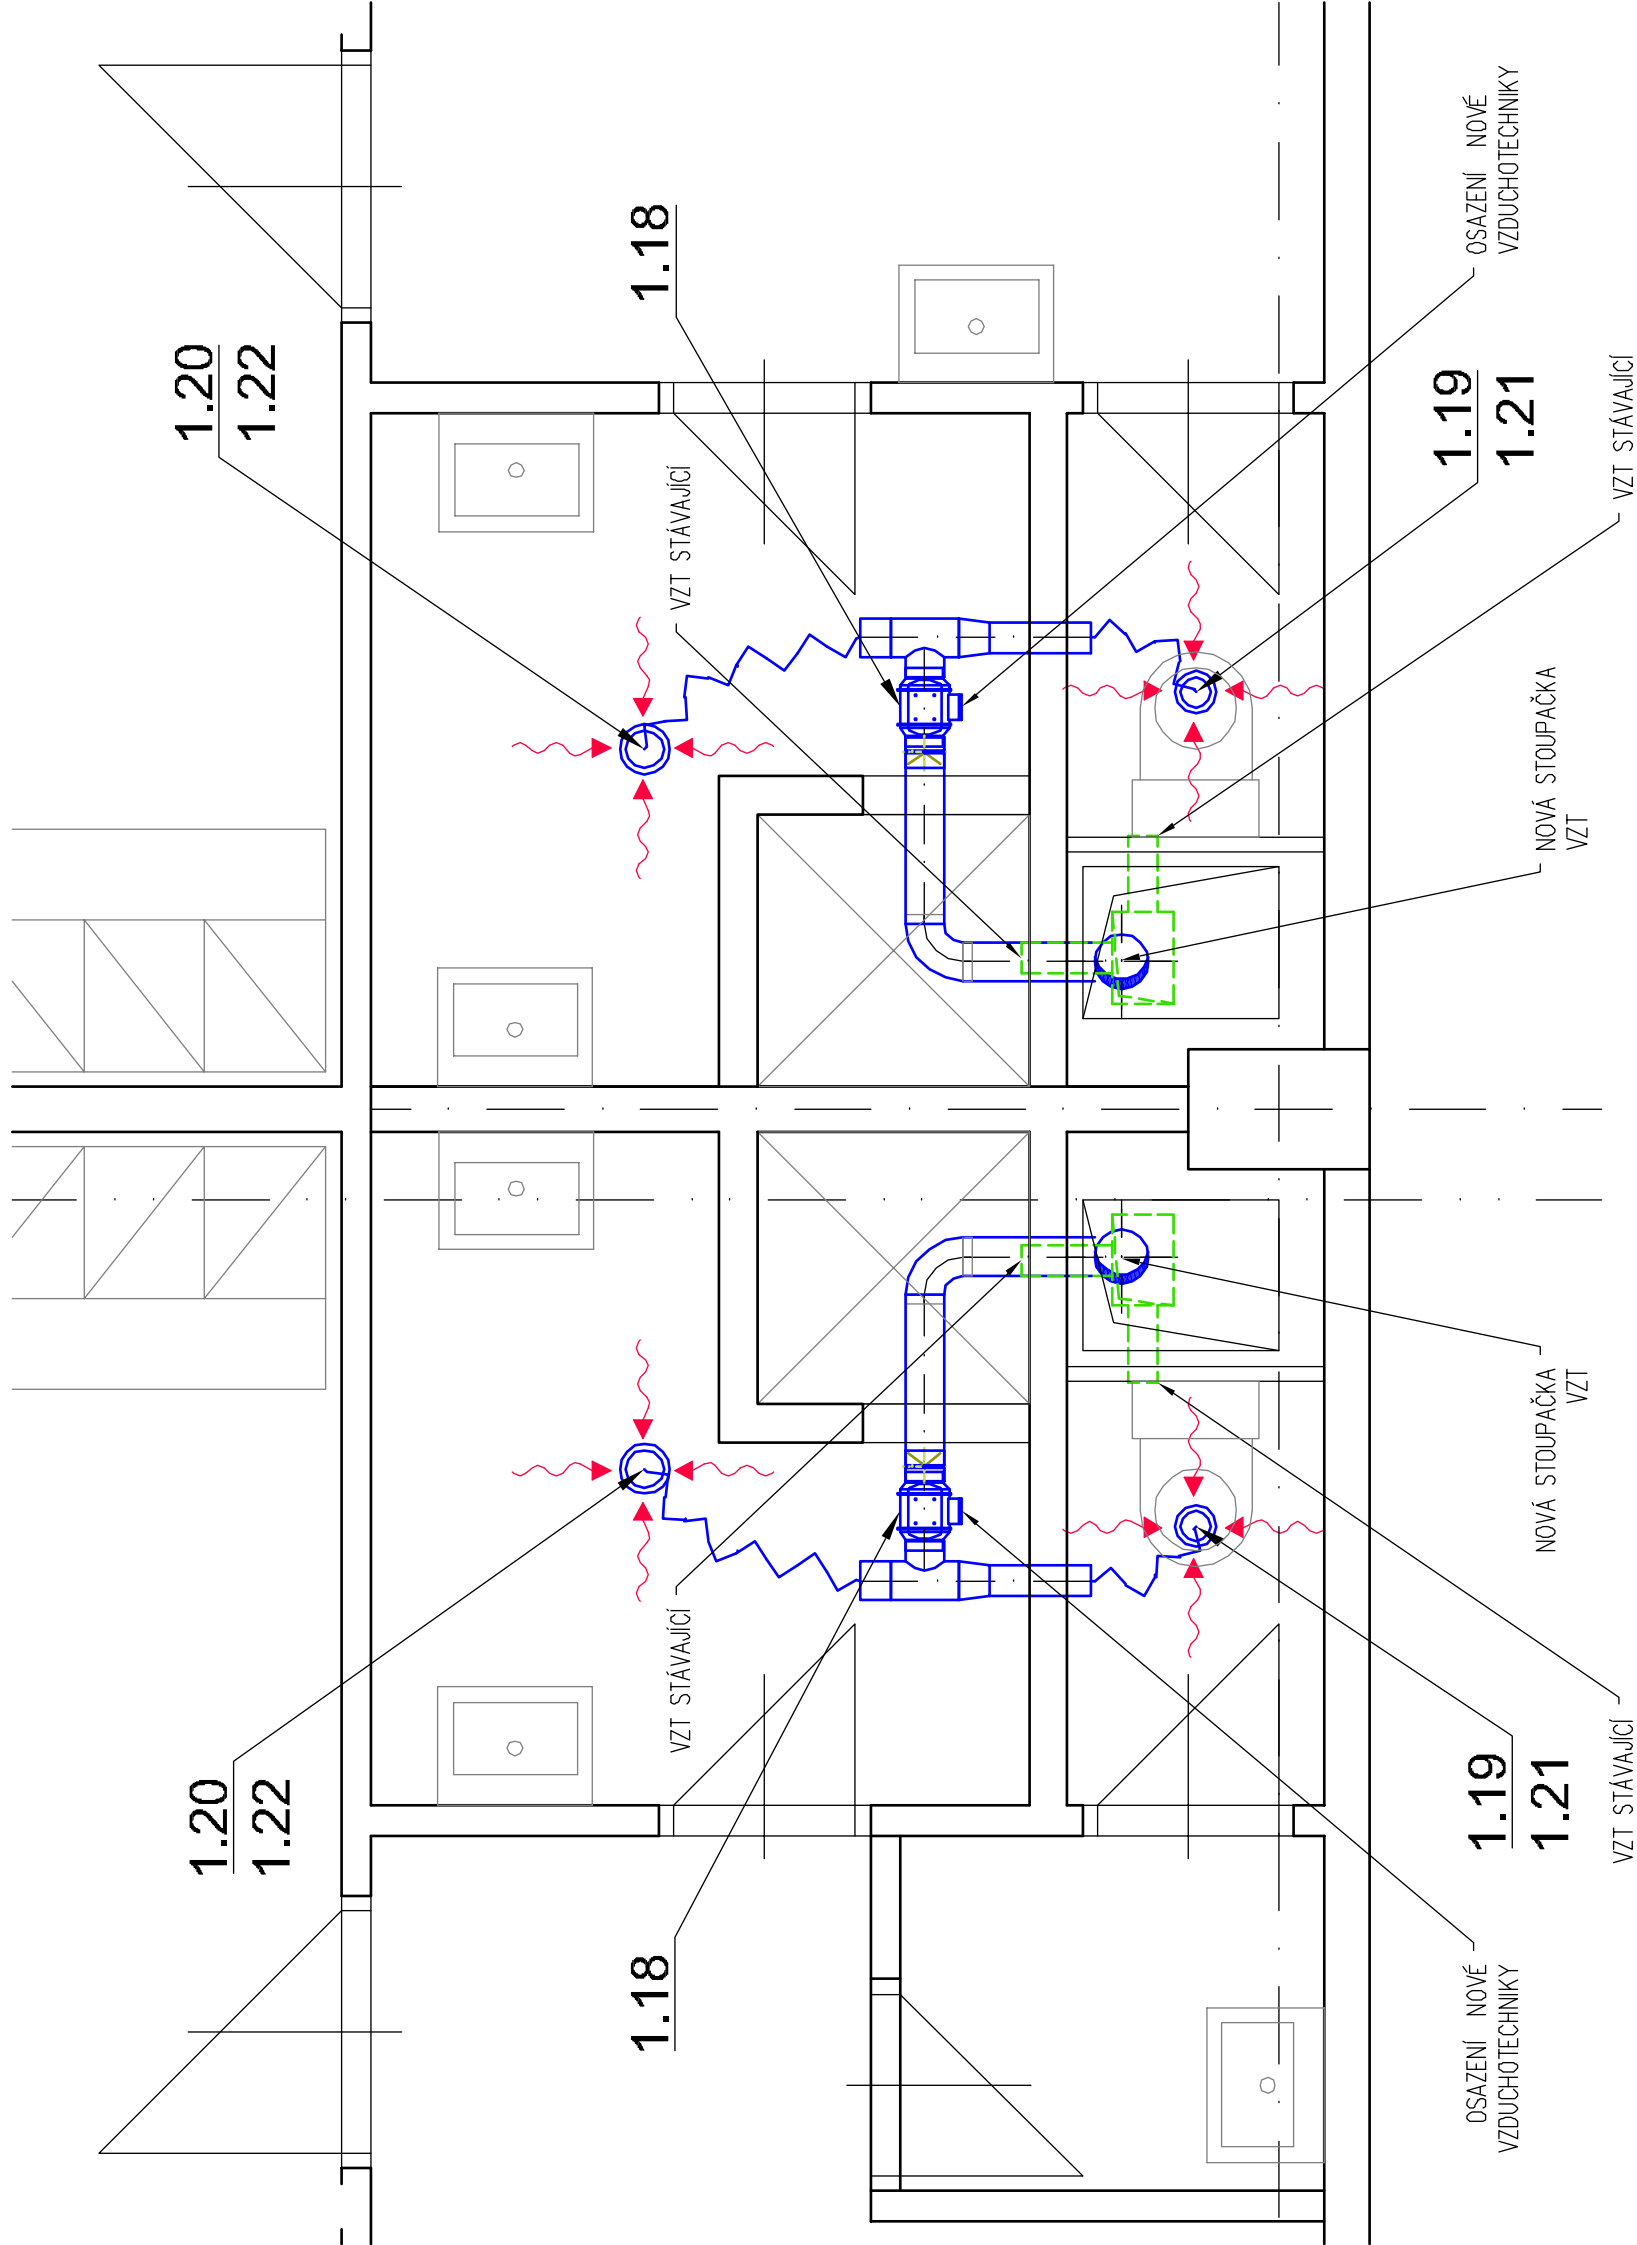 1.20
1.22
1.18
VZT STÁVAJÍCÍ
OSAZENÍ NOVÉ
VZDUCHOTECHNIKY
1.19
1.21
VZT STÁVAJÍCÍ
NOVÁ STOUPAČKA
VZT
1.20
1.22
1.18
VZT STÁVAJÍCÍ
NOVÁ STOUPAČKA
VZT
1.19
1.21
VZT STÁVAJÍCÍ
OSAZENÍ NOVÉ
VZDUCHOTECHNIKY